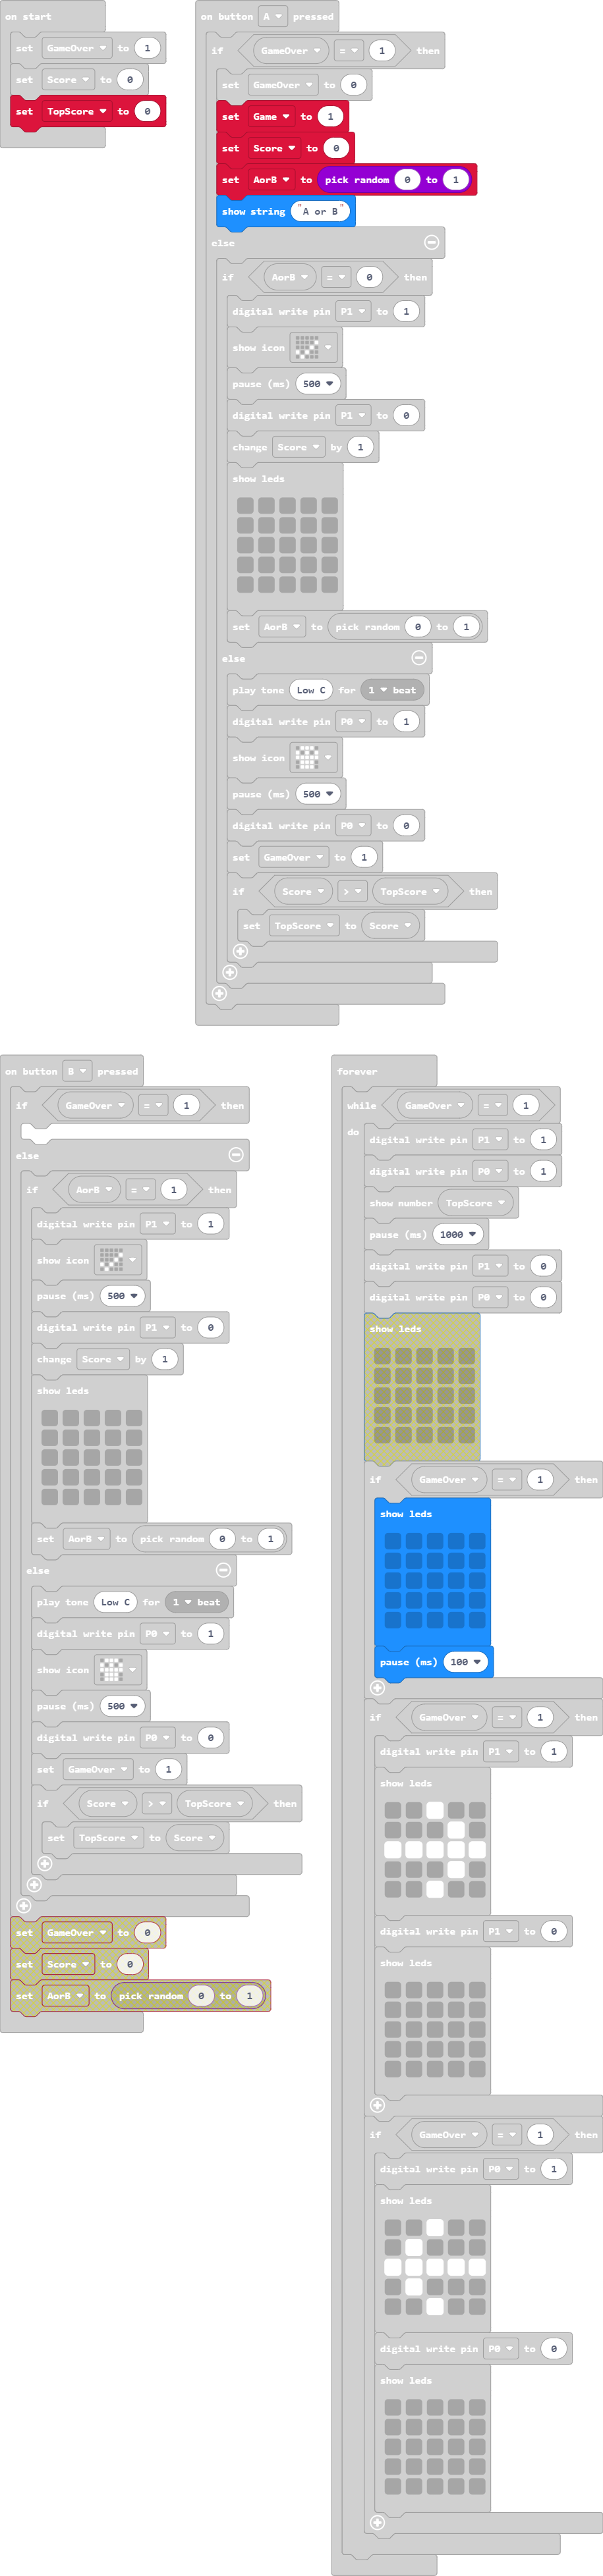 on start
set GameOver to 1
set Score to 0
set TopScore to 0
on button A pressed
if GameOver = 1 then
set GameOver to 0
set Game to 1
set Score to 0
set AorB to pick random 0 to 1
show string "A or B"
else
if AorB = 0 then
digital write pin P1 to 1
show icon
pause (ms) 500
digital write pin P1 to 0
change Score by 1
show leds
set AorB to pick random 0 to 1
else
play tone Low C for 1 beat
digital write pin P0 to 1
show icon
pause (ms) 500
digital write pin P0 to 0
set GameOver to 1
if Score > TopScore then
set TopScore to Score
on button B pressed
if GameOver = 1 then
else
if AorB = 1 then
digital write pin P1 to 1
show icon
pause (ms) 500
digital write pin P1 to 0
change Score by 1
show leds
set AorB to pick random 0 to 1
else
play tone Low C for 1 beat
digital write pin P0 to 1
show icon
pause (ms) 500
digital write pin P0 to 0
set GameOver to 1
if Score > TopScore then
set TopScore to Score
set GameOver to 0
set Score to 0
set AorB to pick random 0 to 1
forever
while GameOver = 1
do
digital write pin P1 to 1
digital write pin P0 to 1
show number TopScore
pause (ms) 1000
digital write pin P1 to 0
digital write pin P0 to 0
show leds
if GameOver = 1 then
show leds
pause (ms) 100
if GameOver = 1 then
digital write pin P1 to 1
show leds
digital write pin P1 to 0
show leds
if GameOver = 1 then
digital write pin P0 to 1
show leds
digital write pin P0 to 0
show leds